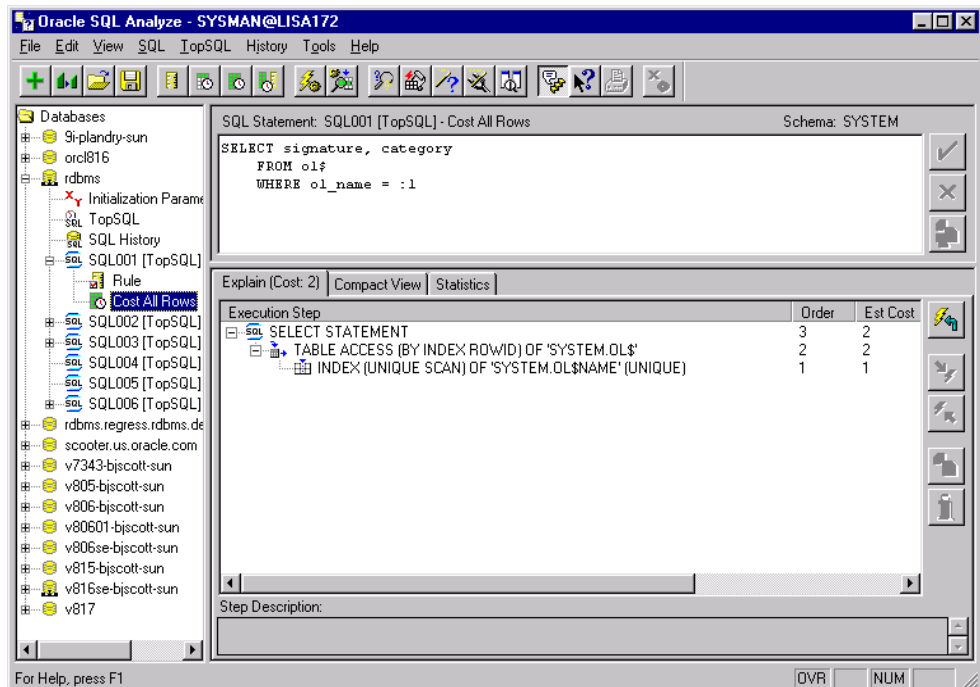 Oracle SQL Analyze - SYSMAN@LISA172
File Edit View SQL TopSQL History Tools Help
Databases
9i-plandry-sun
orcl816
rdbms
Initialization Parame
TopSQL
SQL History
SQL001 [TopSQL]
Rule
Cost All Rows
SQL002 [TopSQL]
SQL003 [TopSQL]
SQL004 [TopSQL]
SQL005 [TopSQL]
SQL006 [TopSQL]
rdbms.regress.rdbms.de
scooter.us.oracle.com
v7343-bjscott-sun
v805-bjscott-sun
v806-bjscott-sun
v80601-bjscott-sun
v806se-bjscott-sun
v815-bjscott-sun
v816se-bjscott-sun
v817
SQL Statement: SQL001 [TopSQL] - Cost All Rows Schema: SYSTEM
SELECT signature, category
FROM ol$
WHERE ol_name = :1
Explain (Cost: 2) Compact View Statistics
Execution Step Order Est Cost
SELECT STATEMENT 3 2
TABLE ACCESS (BY INDEX ROWID) OF 'SYSTEM.OL$' 2 2
INDEX (UNIQUE SCAN) OF 'SYSTEM.OL$NAME' (UNIQUE) 1 1
Step Description:
For Help, press F1 OVR NUM